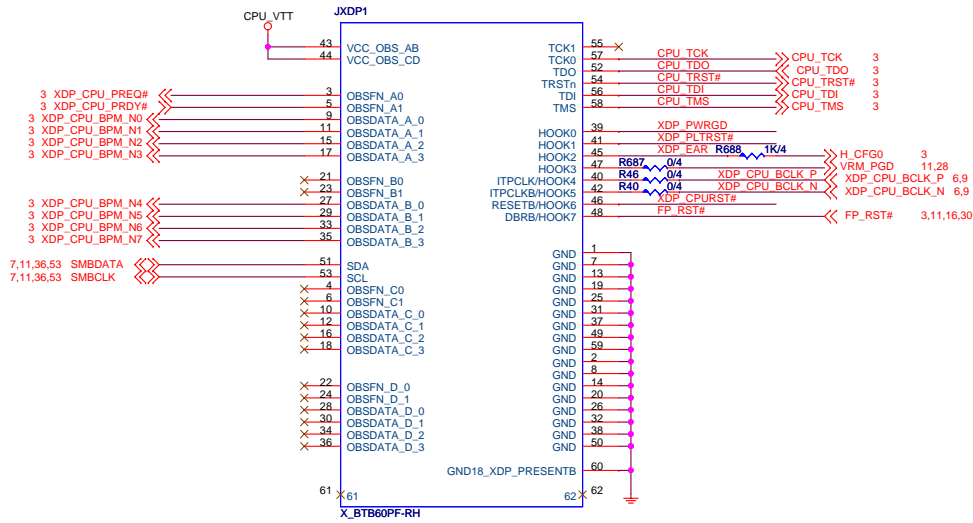 JXDP1
CPU_VTT
43 VCC_OBS_AB
44 VCC_OBS_CD
3 XDP_CPU_PREQ# 3 OBSFN_A0
3 XDP_CPU_PRDY# 5 OBSFN_A1
3 XDP_CPU_BPM_N0 9 OBSDATA_A_0
3 XDP_CPU_BPM_N1 11 OBSDATA_A_1
3 XDP_CPU_BPM_N2 15 OBSDATA_A_2
3 XDP_CPU_BPM_N3 17 OBSDATA_A_3
21 OBSFN_B0
23 OBSFN_B1
3 XDP_CPU_BPM_N4 27 OBSDATA_B_0
3 XDP_CPU_BPM_N5 29 OBSDATA_B_1
3 XDP_CPU_BPM_N6 33 OBSDATA_B_2
3 XDP_CPU_BPM_N7 35 OBSDATA_B_3
7,11,36,53 SMBDATA 51 SDA
7,11,36,53 SMBCLK 53 SCL
4 OBSFN_C0
6 OBSFN_C1
10 OBSDATA_C_0
12 OBSDATA_C_1
16 OBSDATA_C_2
18 OBSDATA_C_3
22 OBSFN_D_0
24 OBSFN_D_1
28 OBSDATA_D_0
30 OBSDATA_D_1
34 OBSDATA_D_2
36 OBSDATA_D_3
61 61
TCK1 55
TCK0 57 CPU_TCK CPU_TCK 3
TDO 52 CPU_TDO CPU_TDO 3
TRSTn 54 CPU_TRST# CPU_TRST# 3
TDI 56 CPU_TDI CPU_TDI 3
TMS 58 CPU_TMS CPU_TMS 3
HOOK0 39 XDP_PWRGD
HOOK1 41 XDP_PLTRST#
HOOK2 45 XDP_EAR R688 1K/4 H_CFG0 3
HOOK3 47 R687 0/4 VRM_PGD 11,28
ITPCLK/HOOK4 40 R46 0/4 XDP_CPU_BCLK_P XDP_CPU_BCLK_P 6,9
ITPCLKB/HOOK5 42 R40 0/4 XDP_CPU_BCLK_N XDP_CPU_BCLK_N 6,9
RESETB/HOOK6 46 XDP_CPURST#
DBRB/HOOK7 48 FP_RST# FP_RST# 3,11,16,30
GND 1
GND 7
GND 13
GND 19
GND 25
GND 31
GND 37
GND 49
GND 59
GND 2
GND 8
GND 14
GND 20
GND 26
GND 32
GND 38
GND 50
GND18_XDP_PRESENTB 60
62 62
X_BTB60PF-RH